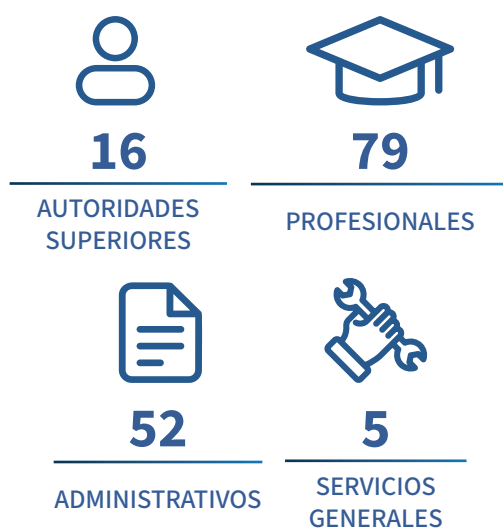 16
AUTORIDADES
SUPERIORES
79
PROFESIONALES
52
ADMINISTRATIVOS
5
SERVICIOS
GENERALES